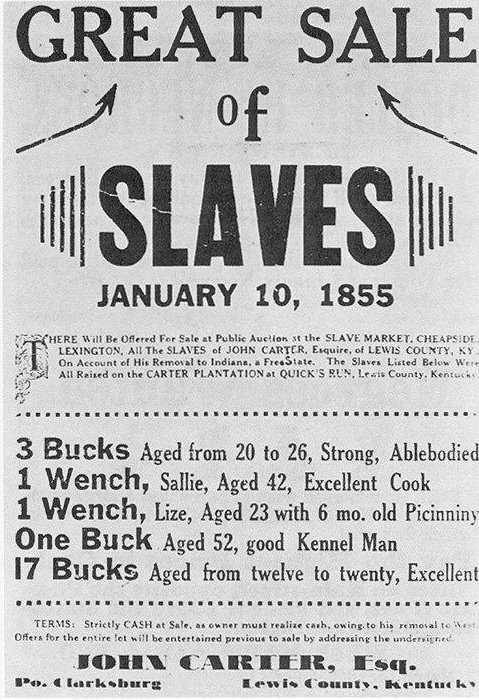 GREAT SALE
of
SLAVES
JANUARY 10, 1855
THERE Will Be Offered For Sale at Public Auction at the SLAVE MARKET, CHEAPSIDE,
LEXINGTON, All The SLAVES of JOHN CARTER, Esquire, of LEWIS COUNTY, KY.,
On Account of His Removal to Indiana, a Free State. The Slaves Listed Below Were
All Raised on the CARTER PLANTATION at QUICK'S RUN, Lewis County, Kentucky
3 Bucks Aged from 20 to 26, Strong, Ablebodied
1 Wench, Sallie, Aged 42, Excellent Cook
1 Wench, Lize, Aged 23 with 6 mo. old Picinniny
One Buck Aged 52, good Kennel Man
17 Bucks Aged from twelve to twenty, Excellent
TERMS: Strictly CASH at Sale, as owner must realize cash, owing to his removal to West.
Offers for the entire lot will be entertained previous to sale by addressing the undersigned.
JOHN CARTER, Esq.
Po. Clarksburg Lewis County, Kentucky